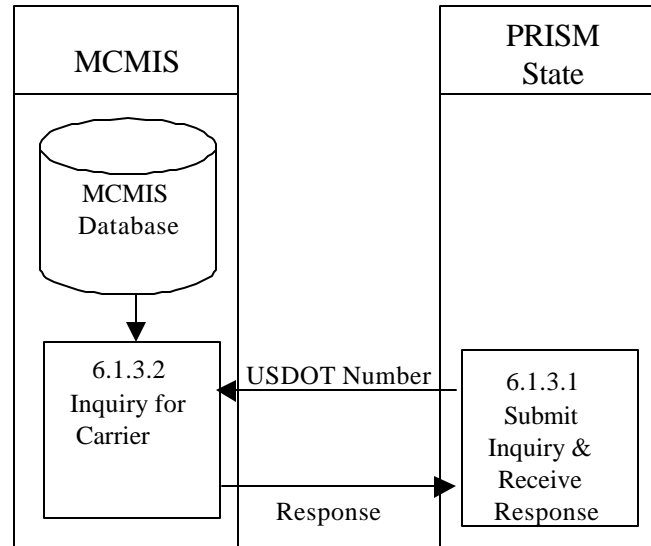 MCMIS
PRISM
State
MCMIS
Database
6.1.3.2
Inquiry for
Carrier
USDOT Number
6.1.3.1
Submit
Inquiry &
Receive
Response
Response